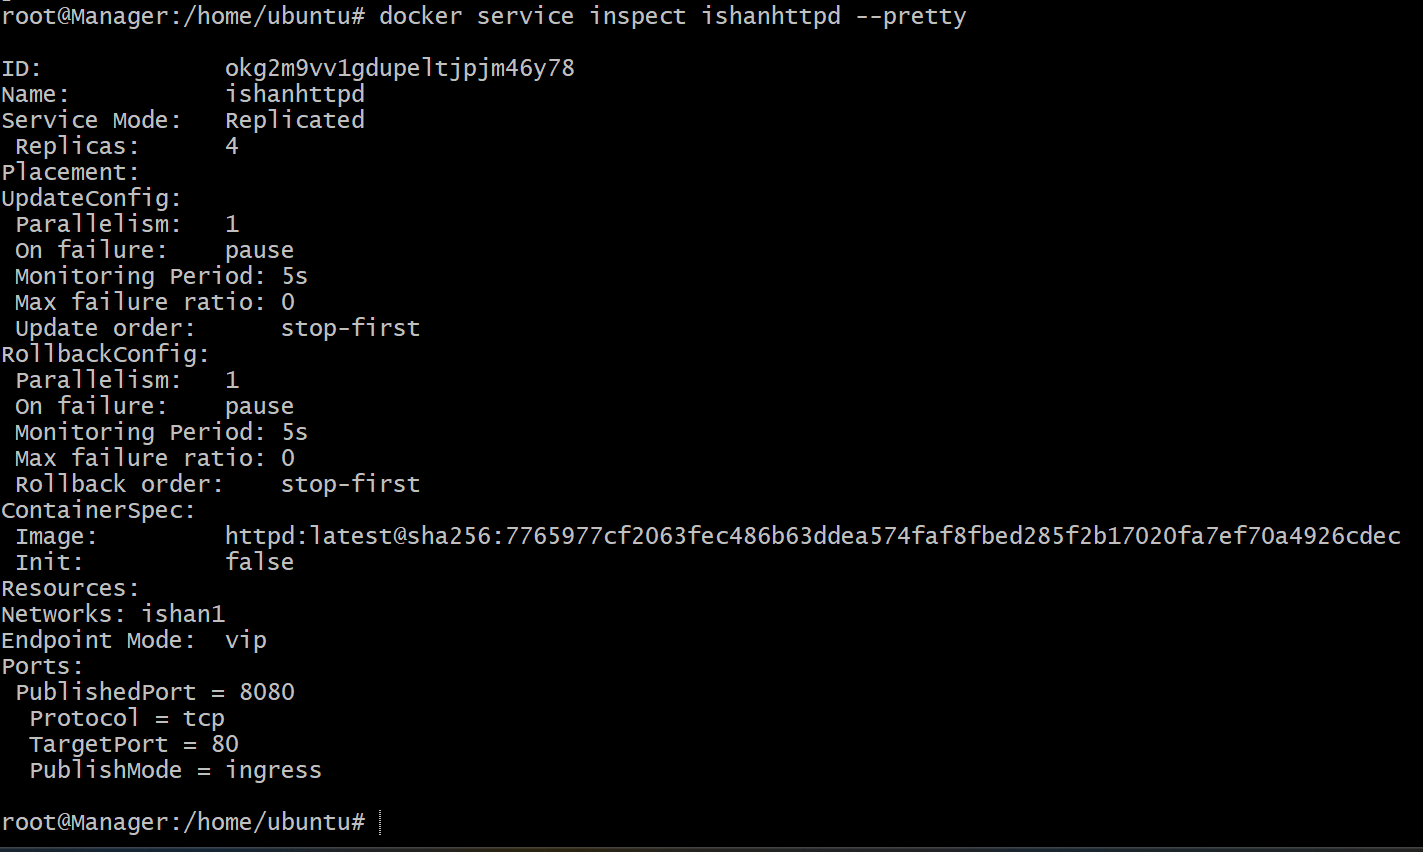 root@Manager:/home/ubuntu# docker service inspect ishanhttpd --pretty
ID: okg2m9vv1gdupeltjpjm46y78
Name: ishanhttpd
Service Mode: Replicated
Replicas: 4
Placement:
UpdateConfig:
Parallelism: 1
On failure: pause
Monitoring Period: 5s
Max failure ratio: 0
Update order: stop-first
RollbackConfig:
Parallelism: 1
On failure: pause
Monitoring Period: 5s
Max failure ratio: 0
Rollback order: stop-first
ContainerSpec:
Image: httpd:latest@sha256:7765977cf2063fec486b63ddea574faf8fbed285f2b17020fa7ef70a4926cdec
Init: false
Resources:
Networks: ishan1
Endpoint Mode: vip
Ports:
PublishedPort = 8080
Protocol = tcp
TargetPort = 80
PublishMode = ingress
root@Manager:/home/ubuntu#